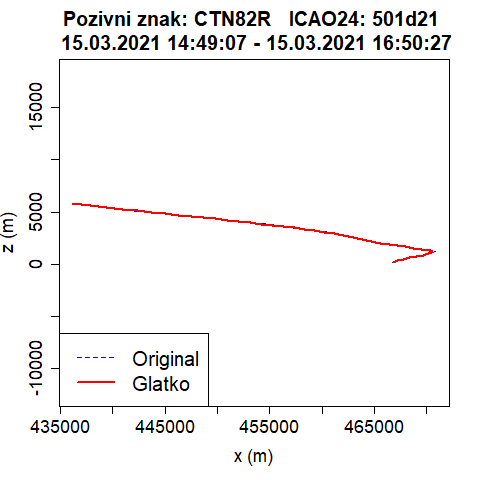 Pozivni znak: CTN82R   ICAO24: 501d21
15.03.2021 14:49:07 - 15.03.2021 16:50:27
15000
5000
0
-10000
z (m)
Original
Glatko
435000 445000 455000 465000
x (m)